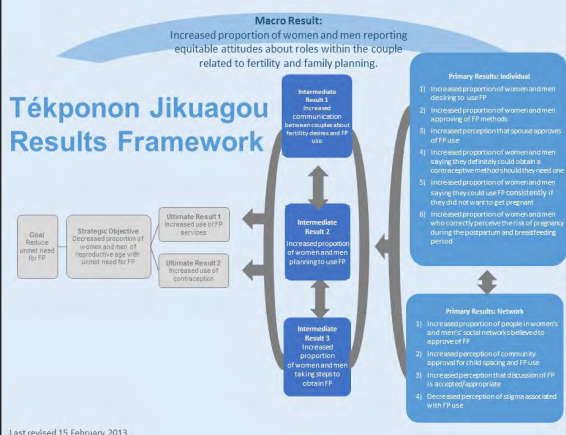 Macro Result:
Increased proportion of women and men reporting
equitable attitudes about roles within the couple
related to fertility and family planning.
Tékponon Jikuagou
Results Framework
Goal
Reduce
unmet need
for FP
Strategic Objective
Decreased proportion of
women and men of
reproductive age with
unmet need for FP
Ultimate Result 1
Increased use of FP
services
Ultimate Result 2
Increased use of
contraception
Intermediate
Result 1
Increased
communication
between couples about
fertility desires and FP
use
Intermediate
Result 2
Increased proportion
of women and men
planning to use FP
Intermediate
Result 3
Increased
proportion
of women and men
taking steps to
obtain FP
Primary Results: Individual
1) Increased proportion of women and men
desiring to use FP
2) Increased proportion of women and men
approving of FP methods
3) Increased perception that spouse approves
of FP use
4) Increased proportion of women and men
saying they definitely could obtain a
contraceptive method should they need one
5) Increased proportion of women and men
saying they could use FP consistently if
they did not want to get pregnant
6) Increased proportion of women and men
who correctly perceive the risk of pregnancy
during the postpartum and breastfeeding
period
Primary Results: Network
1) Increased proportion of people in women's
and men's' social networks believed to
approve of FP
2) Increased perception of community
approval for child spacing and FP use
3) Increased perception that discussion of FP
is accepted/appropriate
4) Decreased perception of stigma associated
with FP use
Last revised 15 February, 2013